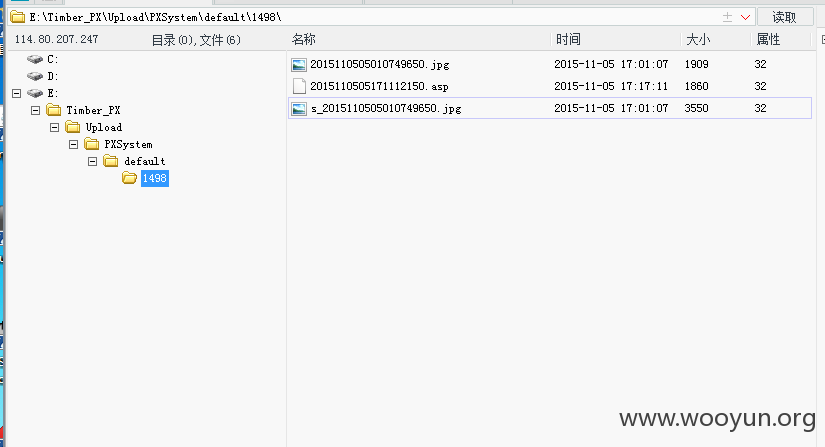 E:\Timber_PX\Upload\PXSystem\default\1498\ 读取
114.80.207.247 目录(0),文件(6) 名称 时间 大小 属性
C:
D:
E:
Timber_PX
Upload
PXSystem
default
1498
2015110505010749650.jpg 2015-11-05 17:01:07 1909 32
2015110505171112150.asp 2015-11-05 17:17:11 1860 32
s_2015110505010749650.jpg 2015-11-05 17:01:07 3550 32
www.wooyun.org